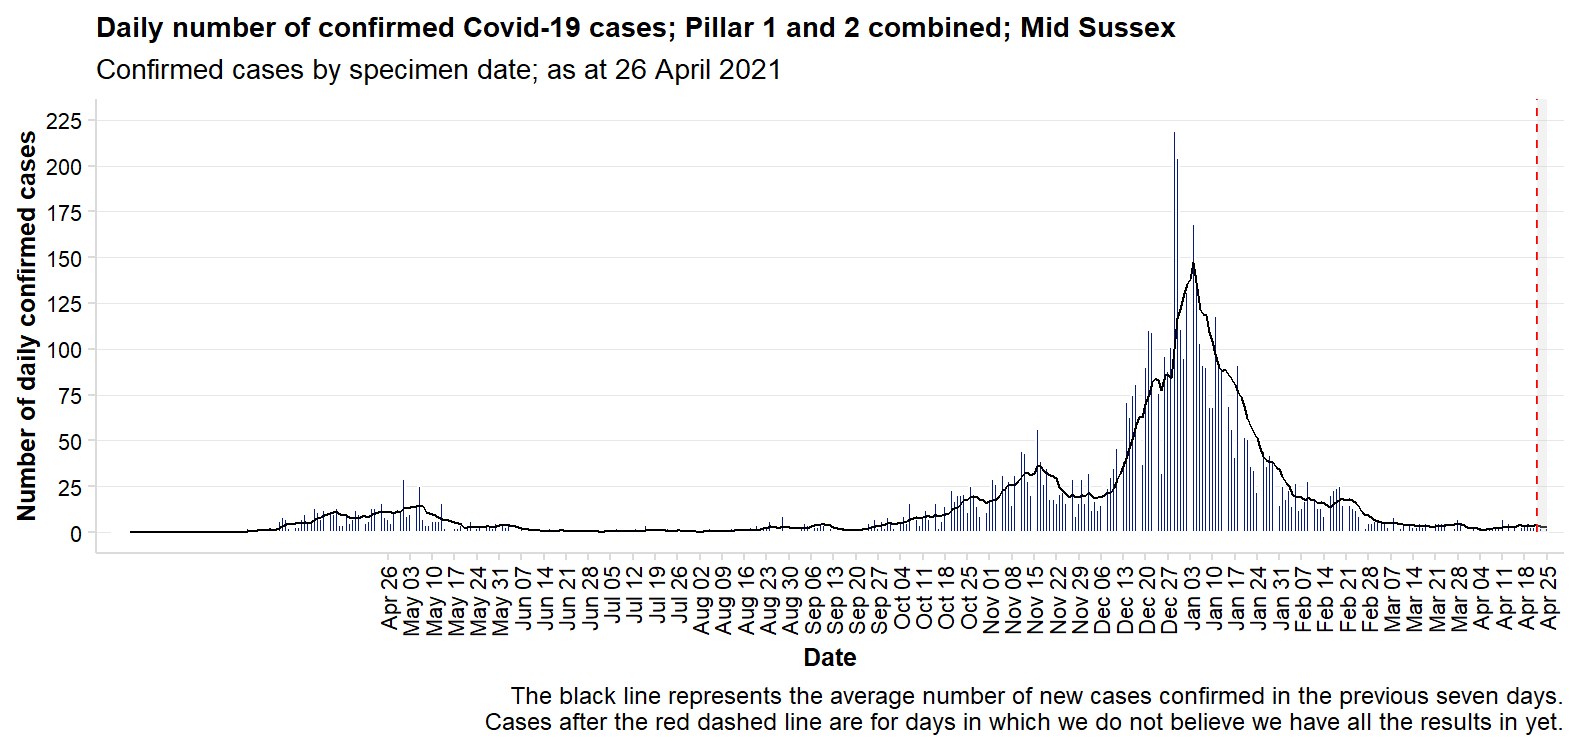 Daily number of confirmed Covid-19 cases; Pillar 1 and 2 combined; Mid Sussex
Confirmed cases by specimen date; as at 26 April 2021
Number of daily confirmed cases
225
200
175
150
125
100
75
50
25
0
Apr 26
May 03
May 10
May 17
May 24
May 31
Jun 07
Jun 14
Jun 21
Jun 28
Jul 05
Jul 12
Jul 19
Jul 26
Aug 02
Aug 09
Aug 16
Aug 23
Aug 30
Sep 06
Sep 13
Sep 20
Sep 27
Oct 04
Oct 11
Oct 18
Oct 25
Nov 01
Nov 08
Nov 15
Nov 22
Nov 29
Dec 06
Dec 13
Dec 20
Dec 27
Jan 03
Jan 10
Jan 17
Jan 24
Jan 31
Feb 07
Feb 14
Feb 21
Feb 28
Mar 07
Mar 14
Mar 21
Mar 28
Apr 04
Apr 11
Apr 18
Apr 25
Date
The black line represents the average number of new cases confirmed in the previous seven days.
Cases after the red dashed line are for days in which we do not believe we have all the results in yet.